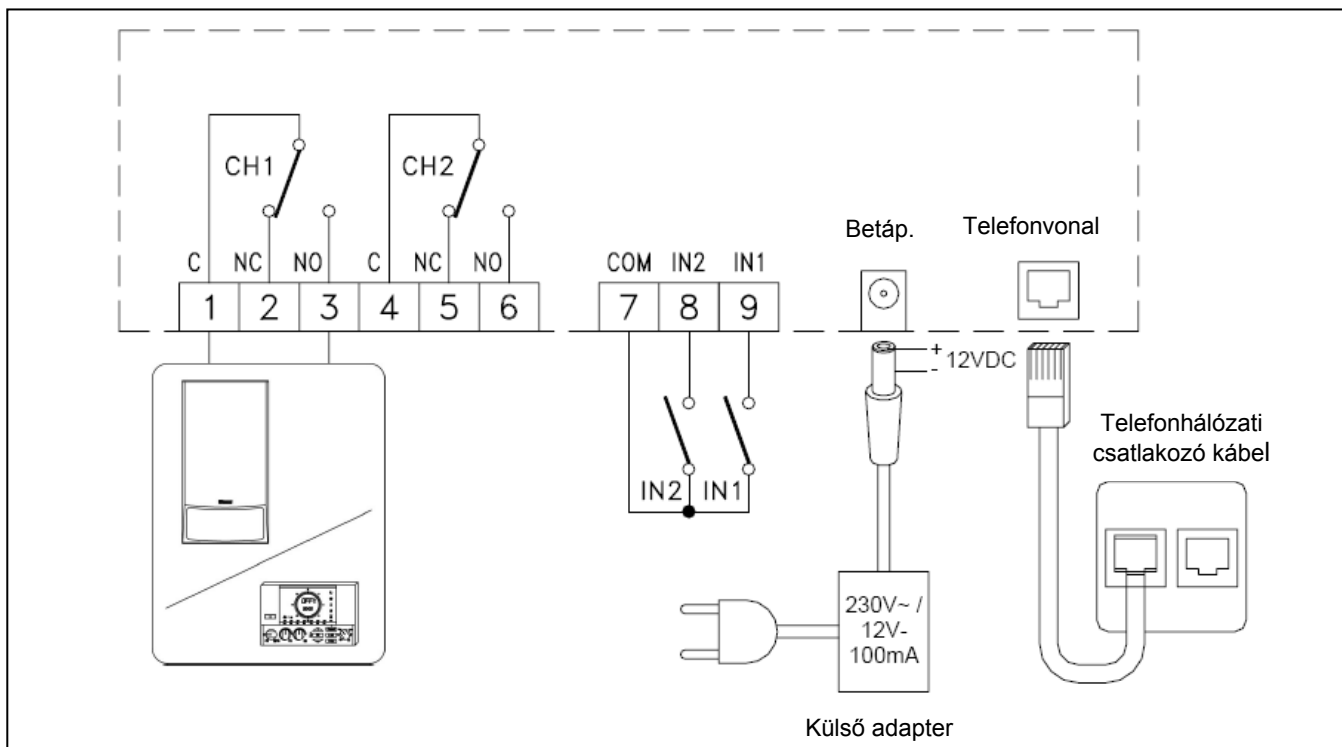 CH1
CH2
C NC NO C NC NO
1 2 3 4 5 6
COM IN2 IN1
7 8 9
Betáp.
Telefonvonal
+
-
12VDC
IN2 IN1
Telefonhálózati
csatlakozó kábel
230V~ /
12V-
100mA
Külső adapter